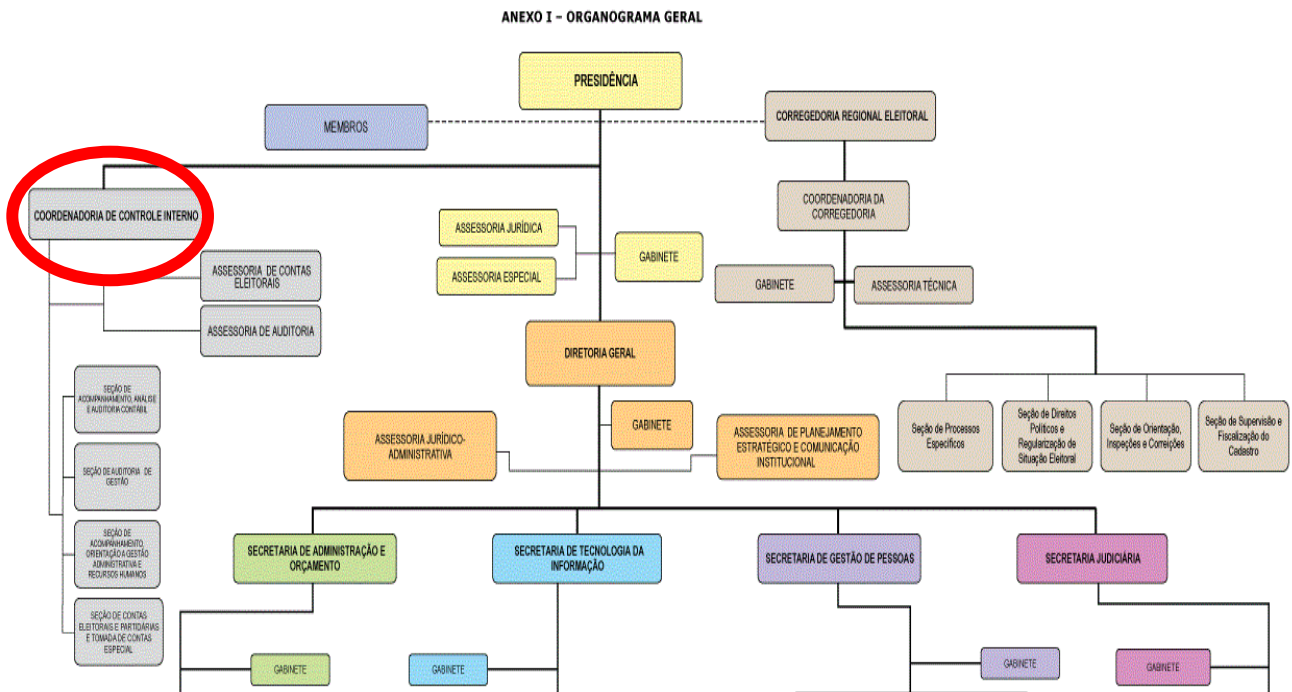 ANEXO I – ORGANOGRAMA GERAL
PRESIDÊNCIA
MEMBROS
CORREGEDORIA REGIONAL ELEITORAL
COORDENADORIA DE CONTROLE INTERNO
COORDENADORIA DA
CORREGEDORIA
ASSESSORIA JURÍDICA
ASSESSORIA ESPECIAL
GABINETE
ASSESSORIA DE CONTAS
ELEITORAIS
ASSESSORIA DE AUDITORIA
GABINETE
ASSESSORIA TÉCNICA
DIRETORIA GERAL
SEÇÃO DE
ACOMPANHAMENTO, ANÁLISE
E AUDITORIA CONTÁBIL
SEÇÃO DE AUDITORIA DE
GESTÃO
SEÇÃO DE
ACOMPANHAMENTO,
ORIENTAÇÃO A GESTÃO
ADMINISTRATIVA E
RECURSOS HUMANOS
SEÇÃO DE CONTAS
ELEITORAIS E PARTIDÁRIAS
E TOMADA DE CONTAS
ESPECIAL
ASSESSORIA JURÍDICO-
ADMINISTRATIVA
GABINETE
ASSESSORIA DE PLANEJAMENTO
ESTRATÉGICO E COMUNICAÇÃO
INSTITUCIONAL
Seção de Processos
Específicos
Seção de Direitos
Políticos e
Regularização de
Situação Eleitoral
Seção de Orientação,
Inspeções e Correições
Seção de Supervisão e
Fiscalização do
Cadastro
SECRETARIA DE ADMINISTRAÇÃO E
ORÇAMENTO
SECRETARIA DE TECNOLOGIA DA
INFORMAÇÃO
SECRETARIA DE GESTÃO DE PESSOAS
SECRETARIA JUDICIÁRIA
GABINETE
GABINETE
GABINETE
GABINETE